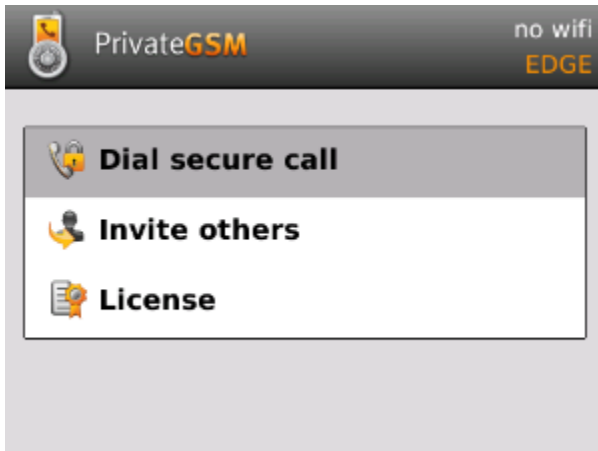 PrivateGSM
no wifi
EDGE
Dial secure call
Invite others
License